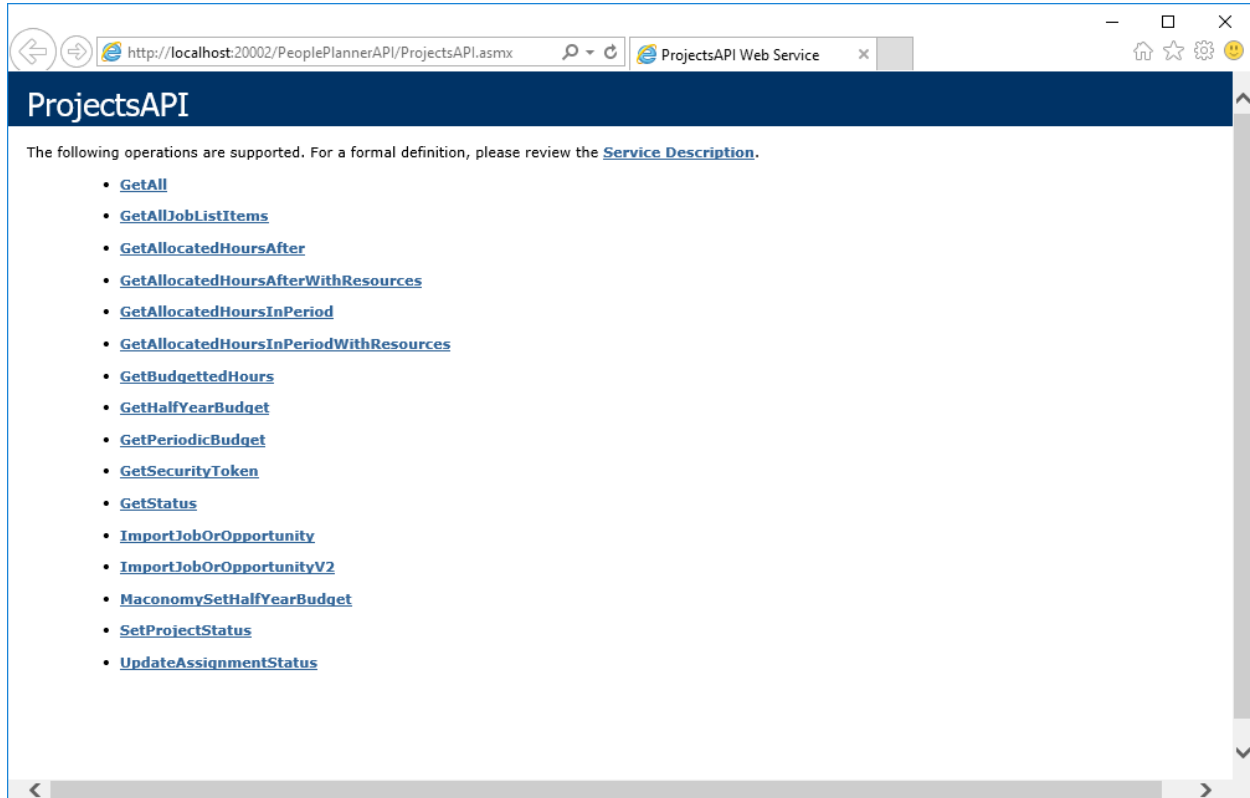 http://localhost:20002/PeoplePlannerAPI/ProjectsAPI.asmx
ProjectsAPI Web Service
ProjectsAPI
The following operations are supported. For a formal definition, please review the Service Description.
• GetAll
• GetAllJobListItems
• GetAllocatedHoursAfter
• GetAllocatedHoursAfterWithResources
• GetAllocatedHoursInPeriod
• GetAllocatedHoursInPeriodWithResources
• GetBudgettedHours
• GetHalfYearBudget
• GetPeriodicBudget
• GetSecurityToken
• GetStatus
• ImportJobOrOpportunity
• ImportJobOrOpportunityV2
• MaconomySetHalfYearBudget
• SetProjectStatus
• UpdateAssignmentStatus